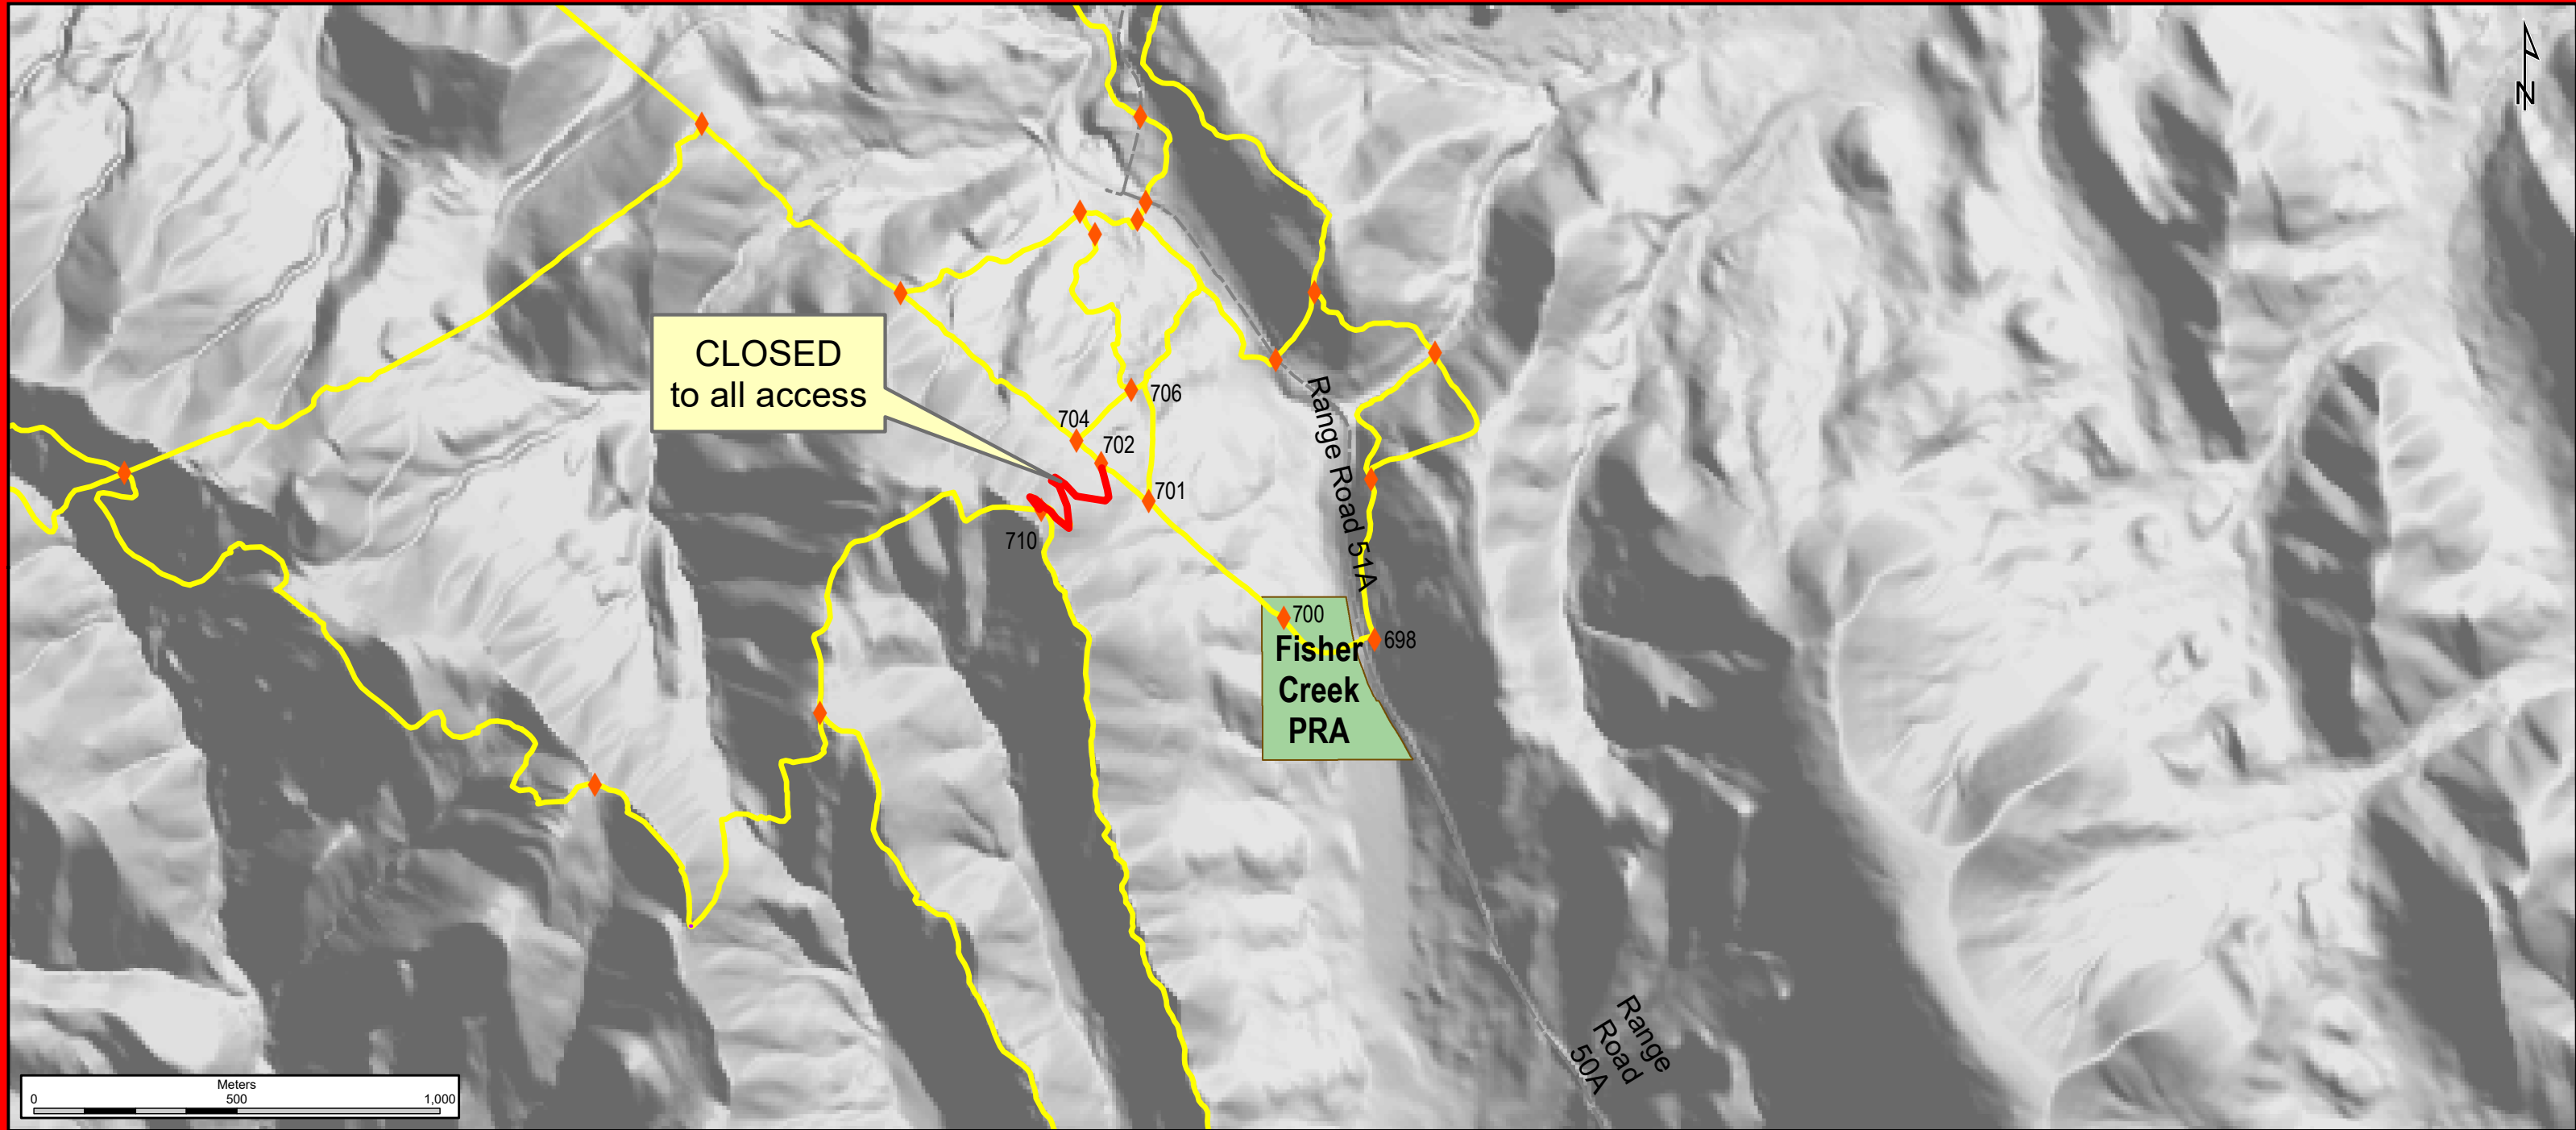 N
CLOSED
to all access
706
704
702
701
710
Range Road 51A
700
698
Fisher
Creek
PRA
Range
Road
50A
Meters
0 500 1,000